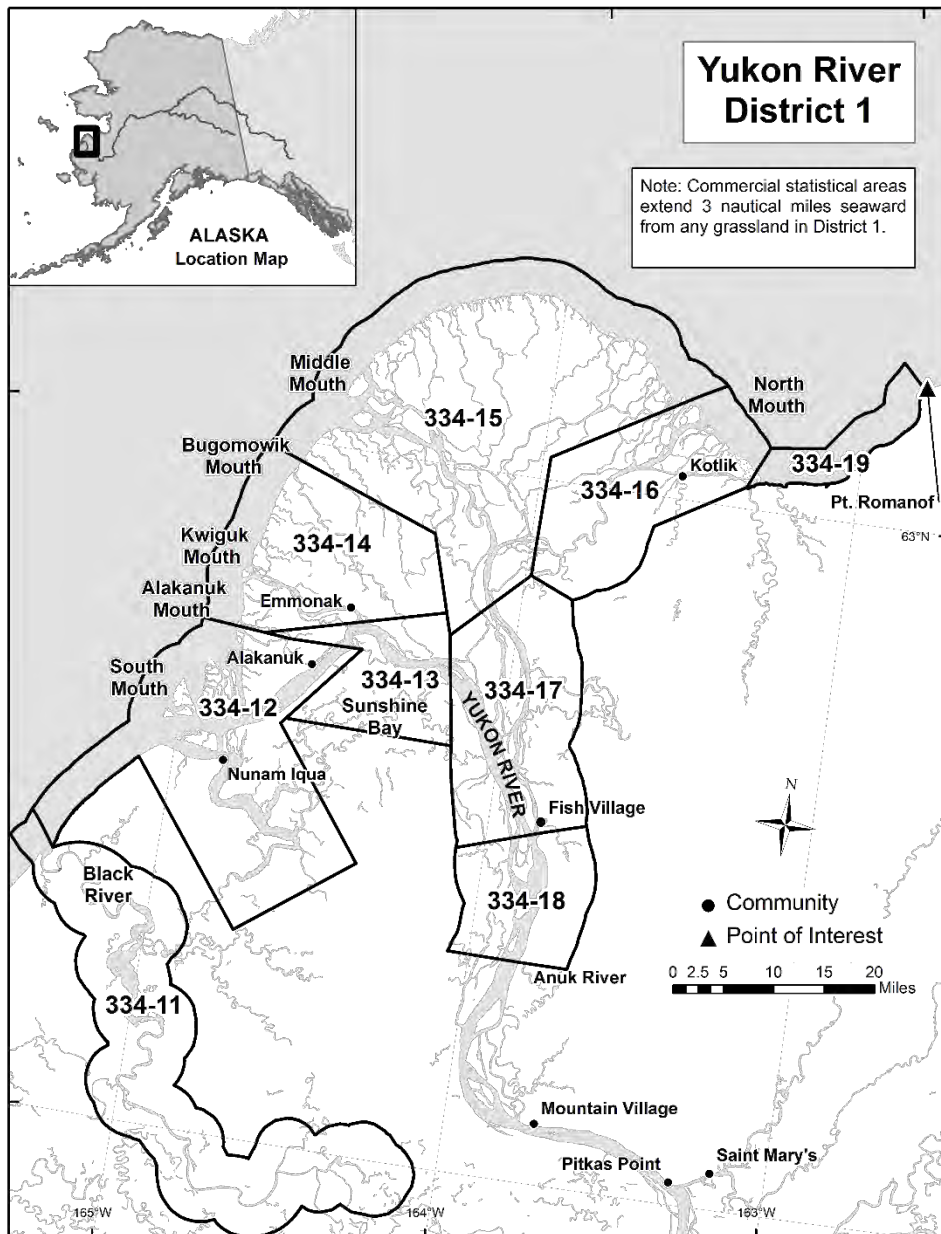 Yukon River
District 1
Note: Commercial statistical areas
extend 3 nautical miles seaward
from any grassland in District 1.
ALASKA
Location Map
Middle
Mouth
North
Mouth
334-15
Bugomowik
Mouth
Kotlik
334-19
334-16
Pt. Romanof
63°N
334-14
Kwiguk
Mouth
Alakanuk
Mouth
Emmonak
Alakanuk
South
Mouth
334-12
334-13
Sunshine
Bay
334-17
YUKON RIVER
Nunam Iqua
Fish Village
N
Black
River
334-18
Community
Point of Interest
Anuk River
0 2.5 5 10 15 20
Miles
334-11
Mountain Village
Pitkas Point
Saint Mary's
165°W
164°W
163°W